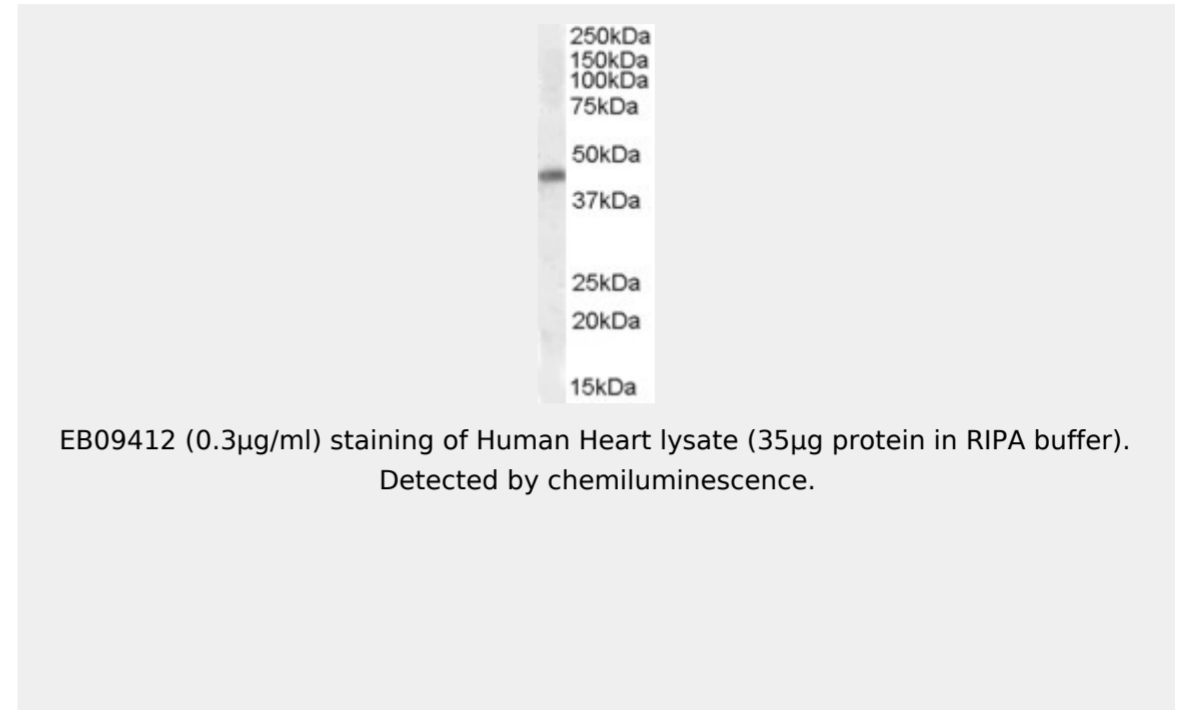 250kDa
150kDa
100kDa
75kDa
50kDa
37kDa
25kDa
20kDa
15kDa
EB09412 (0.3μg/ml) staining of Human Heart lysate (35μg protein in RIPA buffer).
Detected by chemiluminescence.